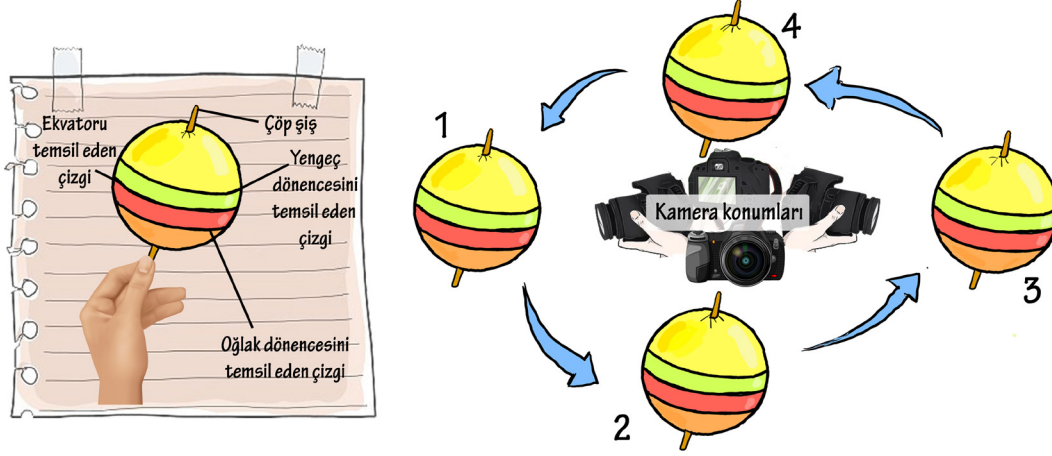 Ekvatoru
temsil eden
çizgi
Çöp şiş
Yengeç
dönencesini
temsil eden
çizgi
Oğlak dönencesini
temsil eden çizgi
1
4
Kamera konumları
3
2